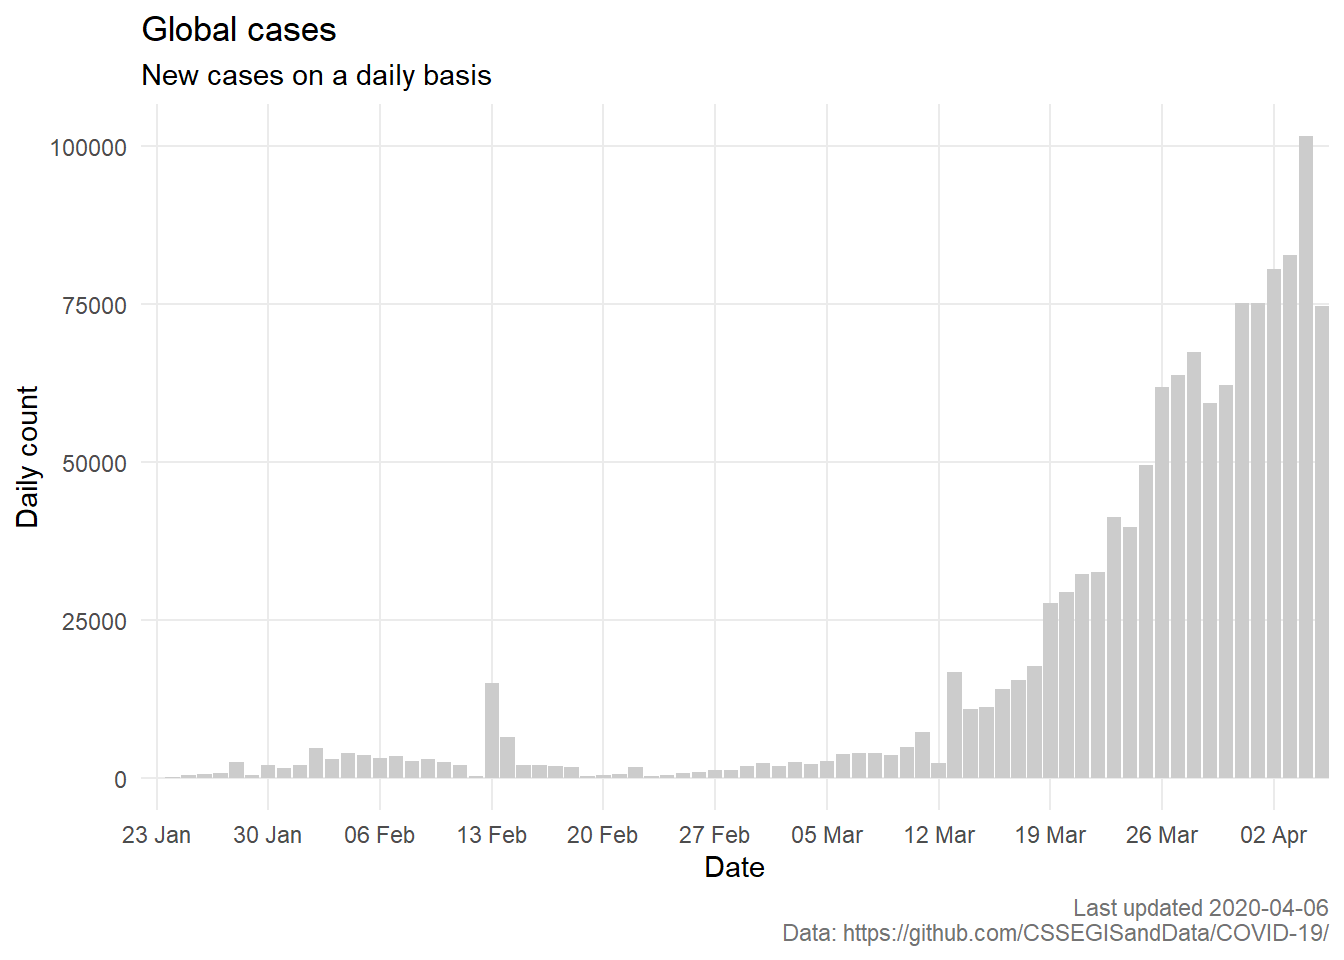 Global cases
New cases on a daily basis
100000
75000
50000
25000
0
Daily count
23 Jan 30 Jan 06 Feb 13 Feb 20 Feb 27 Feb 05 Mar 12 Mar 19 Mar 26 Mar 02 Apr
Date
Last updated 2020-04-06
Data: https://github.com/CSSEGISandData/COVID-19/